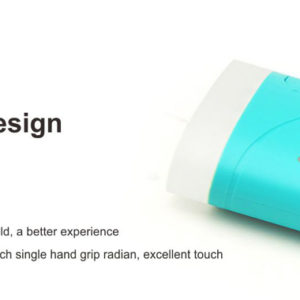 esign
ld, a better experience
ch single hand grip radian, excellent touch